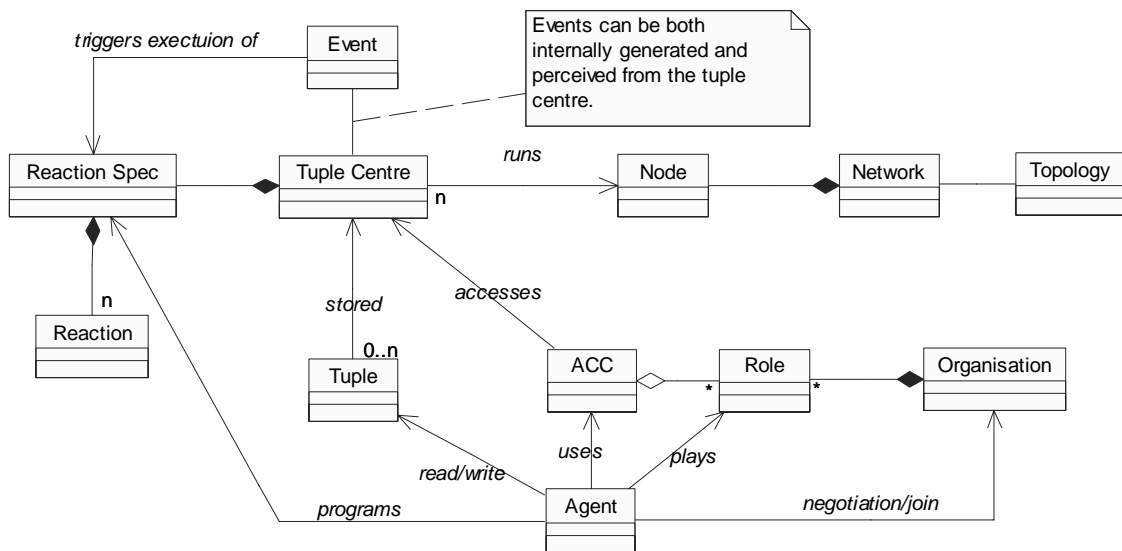 triggers exectuion of
Event
Events can be both
internally generated and
perceived from the tuple
centre.
Reaction Spec
Tuple Centre
runs
n
Node
Network
Topology
stored
accesses
n
Reaction
0..n
Tuple
ACC
*
Role
*
Organisation
read/write
uses
plays
programs
Agent
negotiation/join